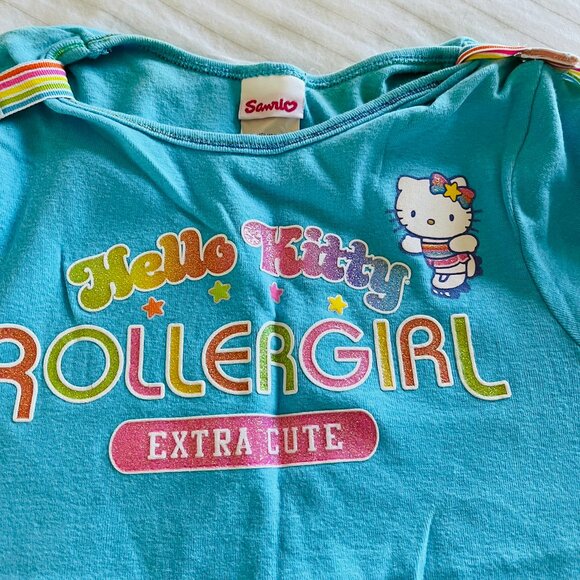 Sanrio
Hello Kitty
ROLLERGIRL
EXTRA CUTE